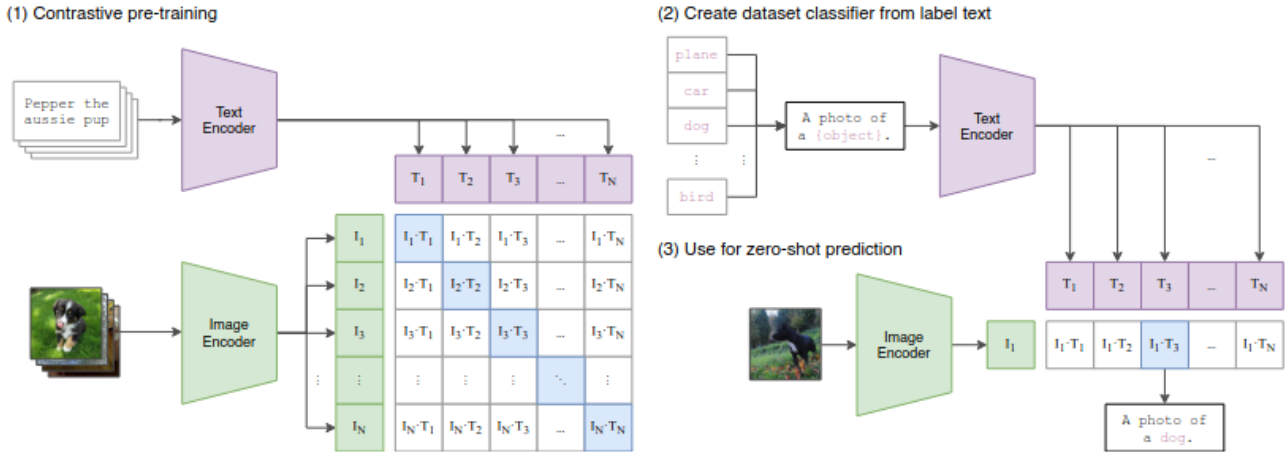 (1) Contrastive pre-training
Pepper the
aussie pup
Text
Encoder
...
T1 T2 T3 ... TN
Image
Encoder
I1 I1·T1 I1·T2 I1·T3 ... I1·TN
I2 I2·T1 I2·T2 I2·T3 ... I2·TN
I3 I3·T1 I3·T2 I3·T3 ... I3·TN
⋮ ⋮ ⋮ ⋮ ⋮ ⋱ ⋮
IN IN·T1 IN·T2 IN·T3 ... IN·TN
(2) Create dataset classifier from label text
plane
car
dog
⋮ ⋮
bird
A photo of
a {object}.
Text
Encoder
...
(3) Use for zero-shot prediction
T1 T2 T3 ... TN
Image
Encoder
I1 I1·T1 I1·T2 I1·T3 ... I1·TN
A photo of
a dog.